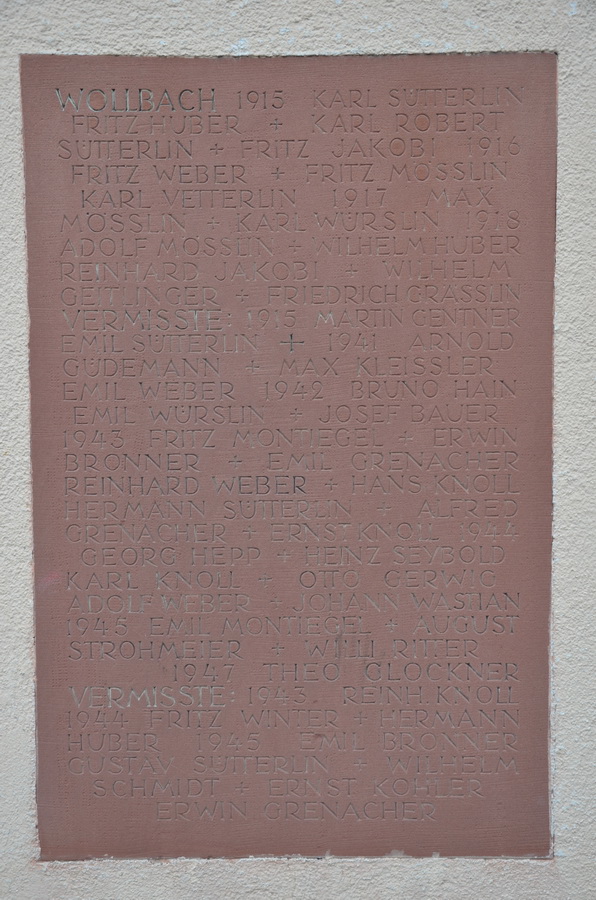 WOLLBACH 1915 KARL SÜTTERLIN
FRITZ HUBER + KARL ROBERT
SÜTTERLIN + FRITZ JAKOBI 1916
FRITZ WEBER + FRITZ MÖSSLIN
KARL VETTERLIN 1917 MAX
MÖSSLIN + KARL WÜRSLIN 1918
ADOLF MÖSSLIN + WILHELM HUBER
REINHARD JAKOBI + WILHELM
GEITLINGER + FRIEDRICH GRÄSSLIN
VERMISSTE: 1915 MARTIN GENTNER
EMIL SÜTTERLIN + 1941 ARNOLD
GÜDEMANN + MAX KLEISSLER
EMIL WEBER 1942 BRUNO HAIN
EMIL WÜRSLIN + JOSEF BAUER
1943 FRITZ MONTIEGEL + ERWIN
BRONNER + EMIL GRENACHER
REINHARD WEBER + HANS KNOLL
HERMANN SÜTTERLIN + ALFRED
GRENACHER + ERNST KNOLL 1944
GEORG HEPP + HEINZ SEYBOLD
KARL KNOLL + OTTO GERWIG
ADOLF WEBER + JOHANN WASTIAN
1945 EMIL MONTIEGEL + AUGUST
STROHMEIER + WILLI RITTER
1947 THEO GLOCKNER
VERMISSTE: 1943 REINH. KNOLL
1944 FRITZ WINTER + HERMANN
HUBER 1945 EMIL BRONNER
GUSTAV SÜTTERLIN + WILHELM
SCHMIDT + ERNST KOHLER
ERWIN GRENACHER